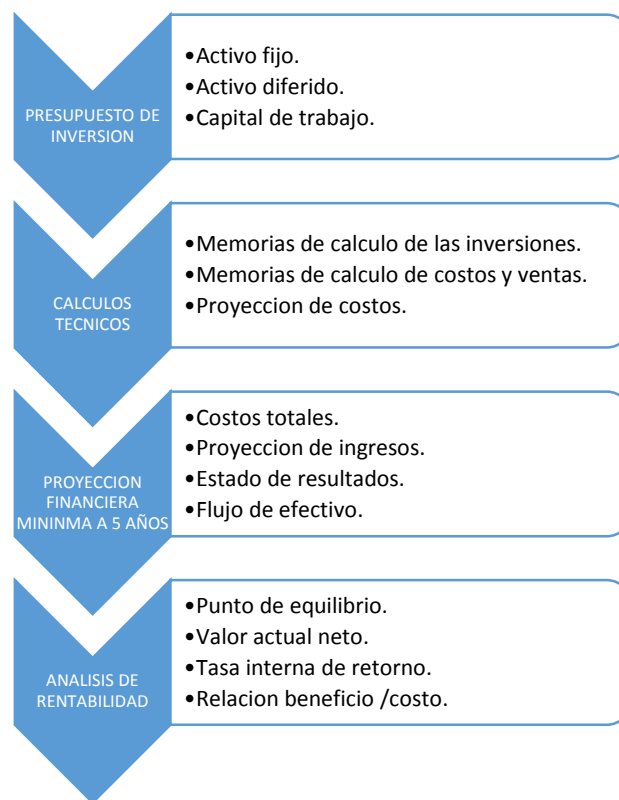 PRESUPUESTO DE
INVERSION
•Activo fijo.
•Activo diferido.
•Capital de trabajo.
CALCULOS
TECNICOS
•Memorias de calculo de las inversiones.
•Memorias de calculo de costos y ventas.
•Proyeccion de costos.
PROYECCION
FINANCIERA
MININMA A 5 AÑOS
•Costos totales.
•Proyeccion de ingresos.
•Estado de resultados.
•Flujo de efectivo.
ANALISIS DE
RENTABILIDAD
•Punto de equilibrio.
•Valor actual neto.
•Tasa interna de retorno.
•Relacion beneficio /costo.